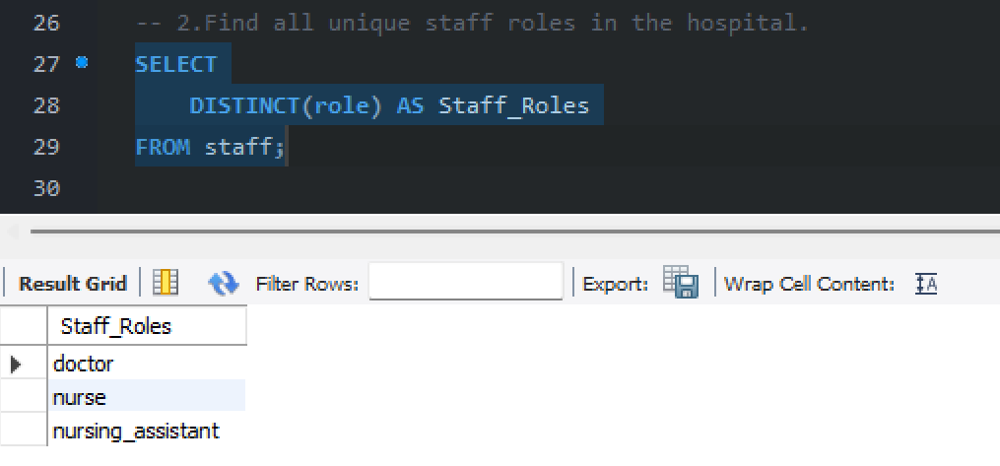 26 -- 2.Find all unique staff roles in the hospital.
27 SELECT
28 DISTINCT(role) AS Staff_Roles
29 FROM staff;
30
Result Grid Filter Rows: Export: Wrap Cell Content: IA
Staff_Roles
doctor
nurse
nursing_assistant